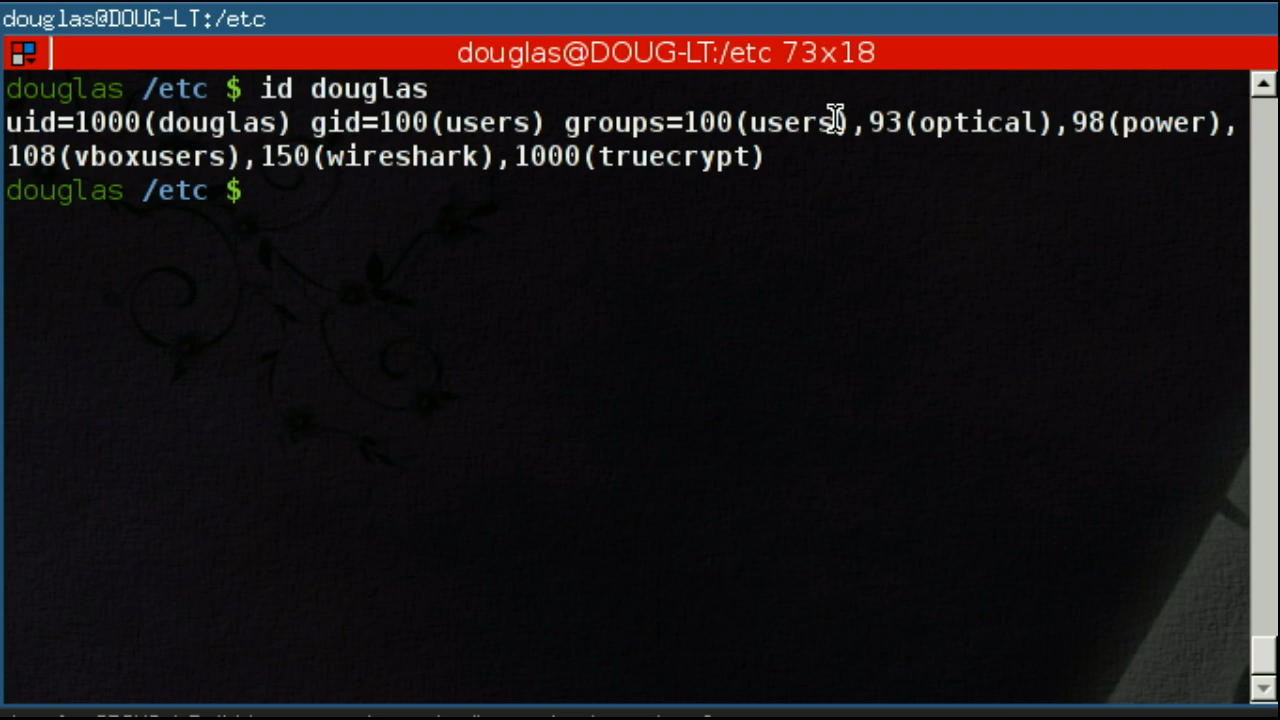 douglas@DOUG-LT:/etc
douglas@DOUG-LT:/etc 73x18
douglas /etc $ id douglas
uid=1000(douglas) gid=100(users) groups=100(users),93(optical),98(power),
108(vboxusers),150(wireshark),1000(truecrypt)
douglas /etc $